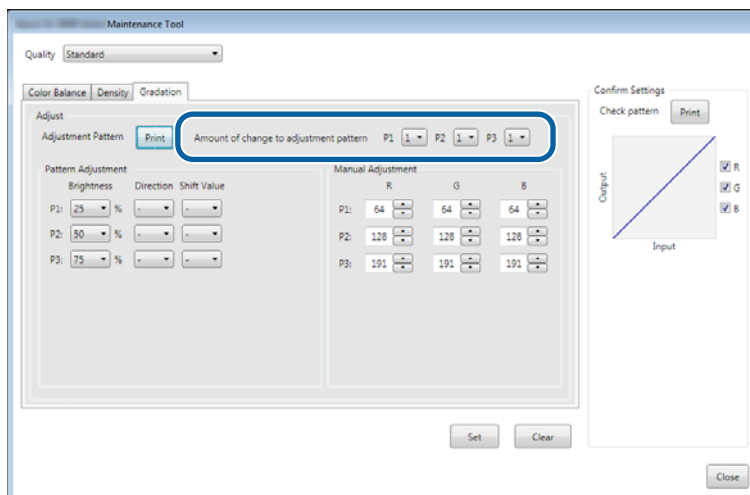 Maintenance Tool
Quality Standard
Color Balance Density Gradation
Adjust
Adjustment Pattern Print Amount of change to adjustment pattern P1 1 P2 1 P3 1
Pattern Adjustment
Brightness Direction Shift Value
P1: 25 % - -
P2: 50 % - -
P3: 75 % - -
Manual Adjustment
R G B
P1: 64 64 64
P2: 128 128 128
P3: 191 191 191
Set Clear
Confirm Settings
Check pattern Print
Output
Input
R
G
B
Close